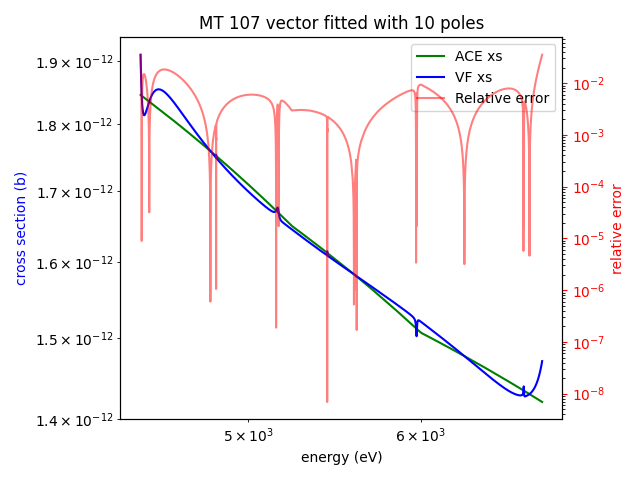 MT 107 vector fitted with 10 poles
ACE xs
VF xs
Relative error
1.9 × 10⁻¹²
1.8 × 10⁻¹²
1.7 × 10⁻¹²
1.6 × 10⁻¹²
1.5 × 10⁻¹²
1.4 × 10⁻¹²
cross section (b)
10⁻²
10⁻³
10⁻⁴
10⁻⁵
10⁻⁶
10⁻⁷
10⁻⁸
relative error
5 × 10³
6 × 10³
energy (eV)